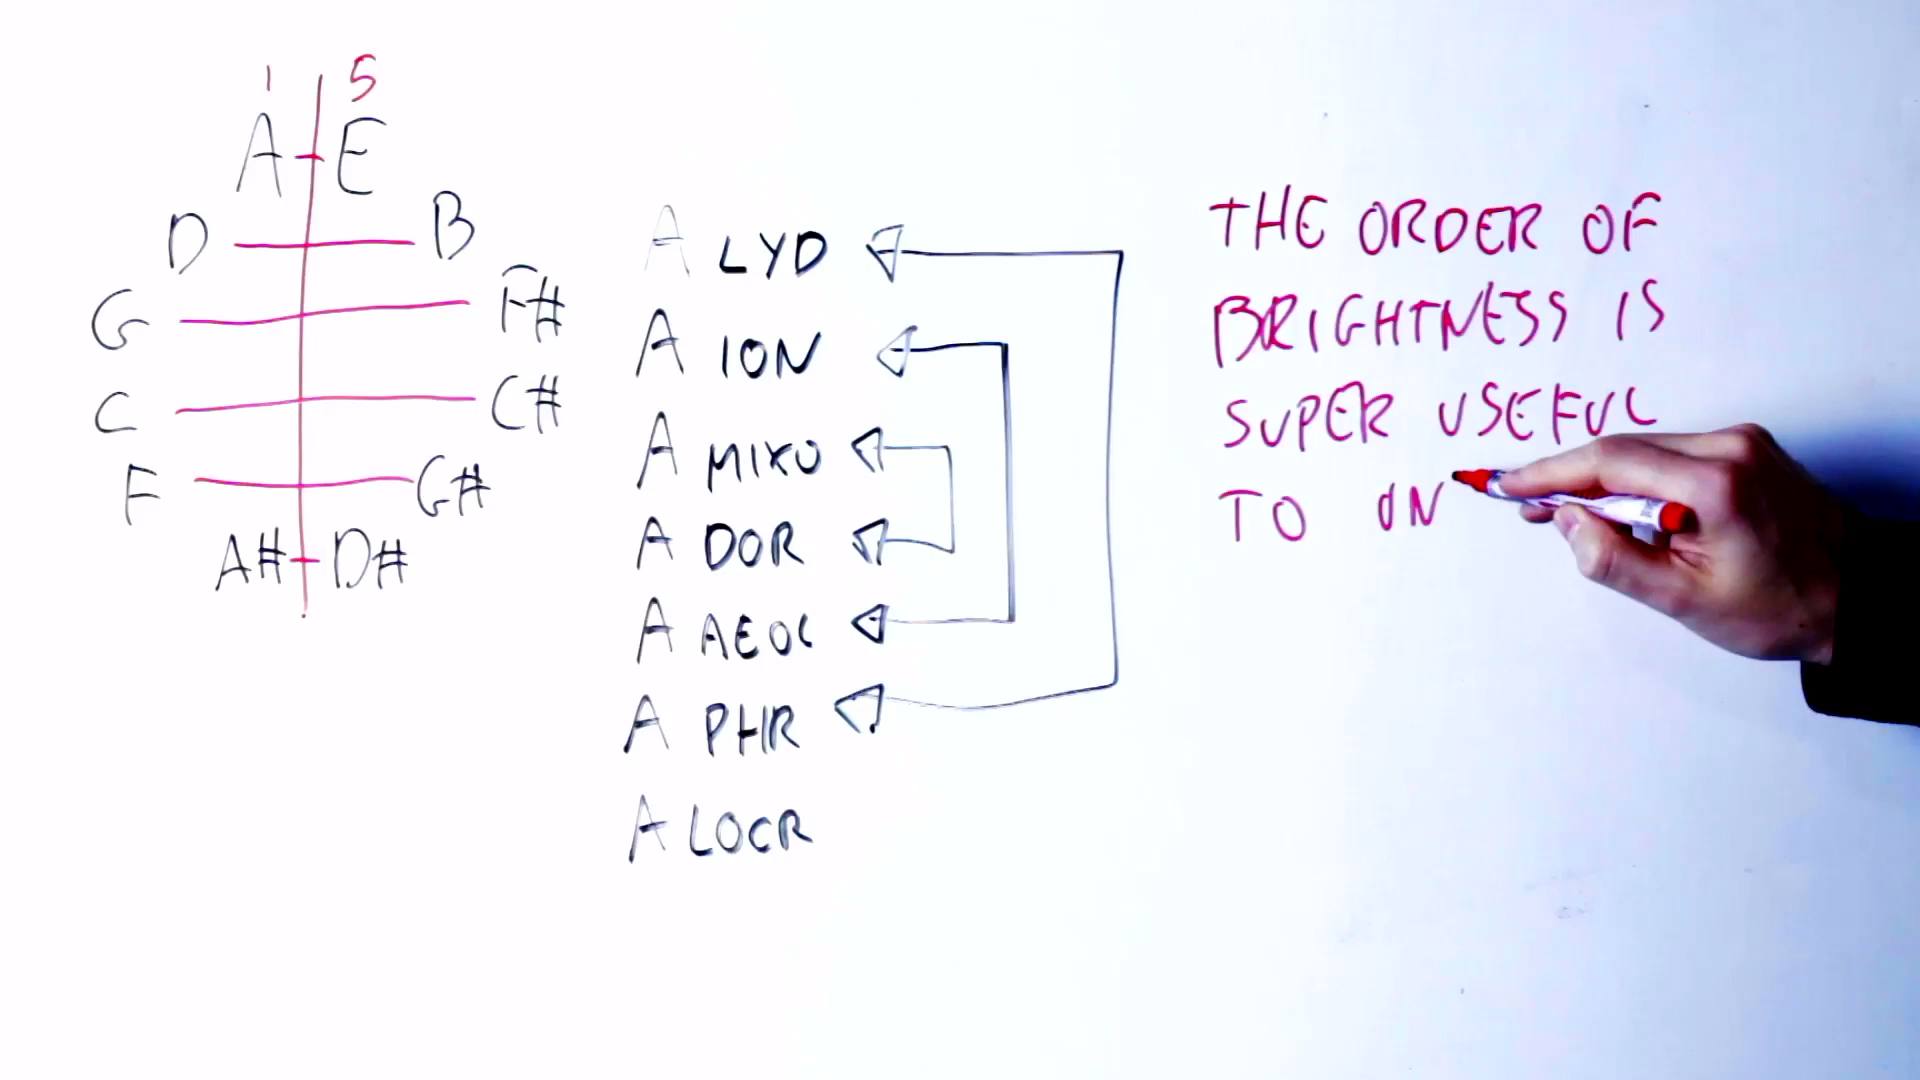 1 5
A E
D B
G F#
C C#
F G#
A# D#
A LYD
A ION
A MIXO
A DOR
A AEOL
A PHR
A LOCR
THE ORDER OF
BRIGHTNESS IS
SUPER USEFUL
TO UN